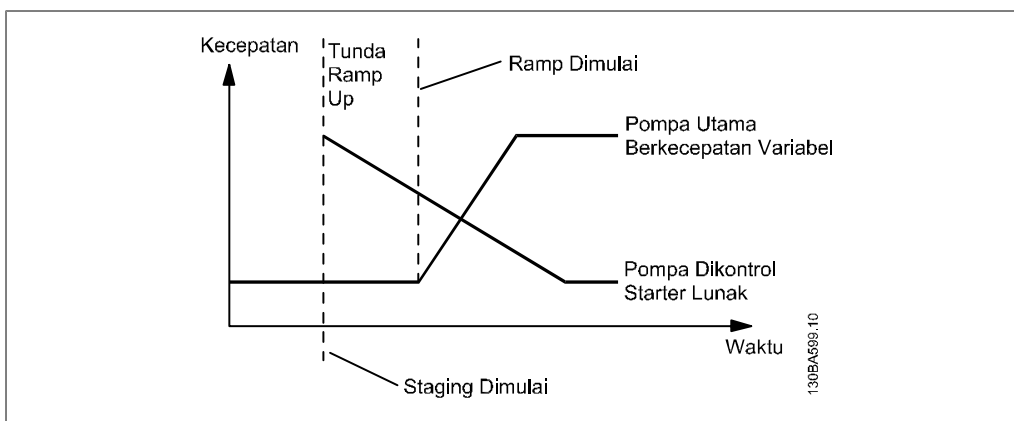 Kecepatan
Tunda
Ramp
Up
Ramp Dimulai
Pompa Utama
Berkecepatan Variabel
Pompa Dikontrol
Starter Lunak
Waktu
Staging Dimulai
130BA599.10